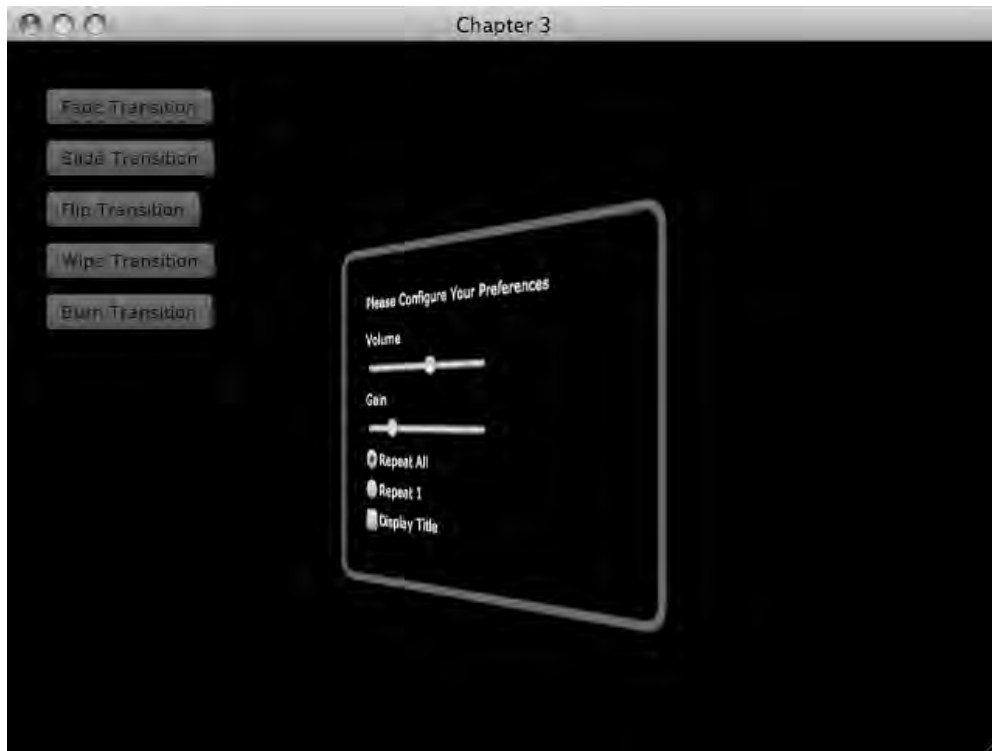 Chapter 3
Fade Transition
Slide Transition
Flip Transition
Wipe Transition
Burn Transition
Please Configure Your Preferences
Volume
Gain
Repeat All
Repeat 1
Display Title